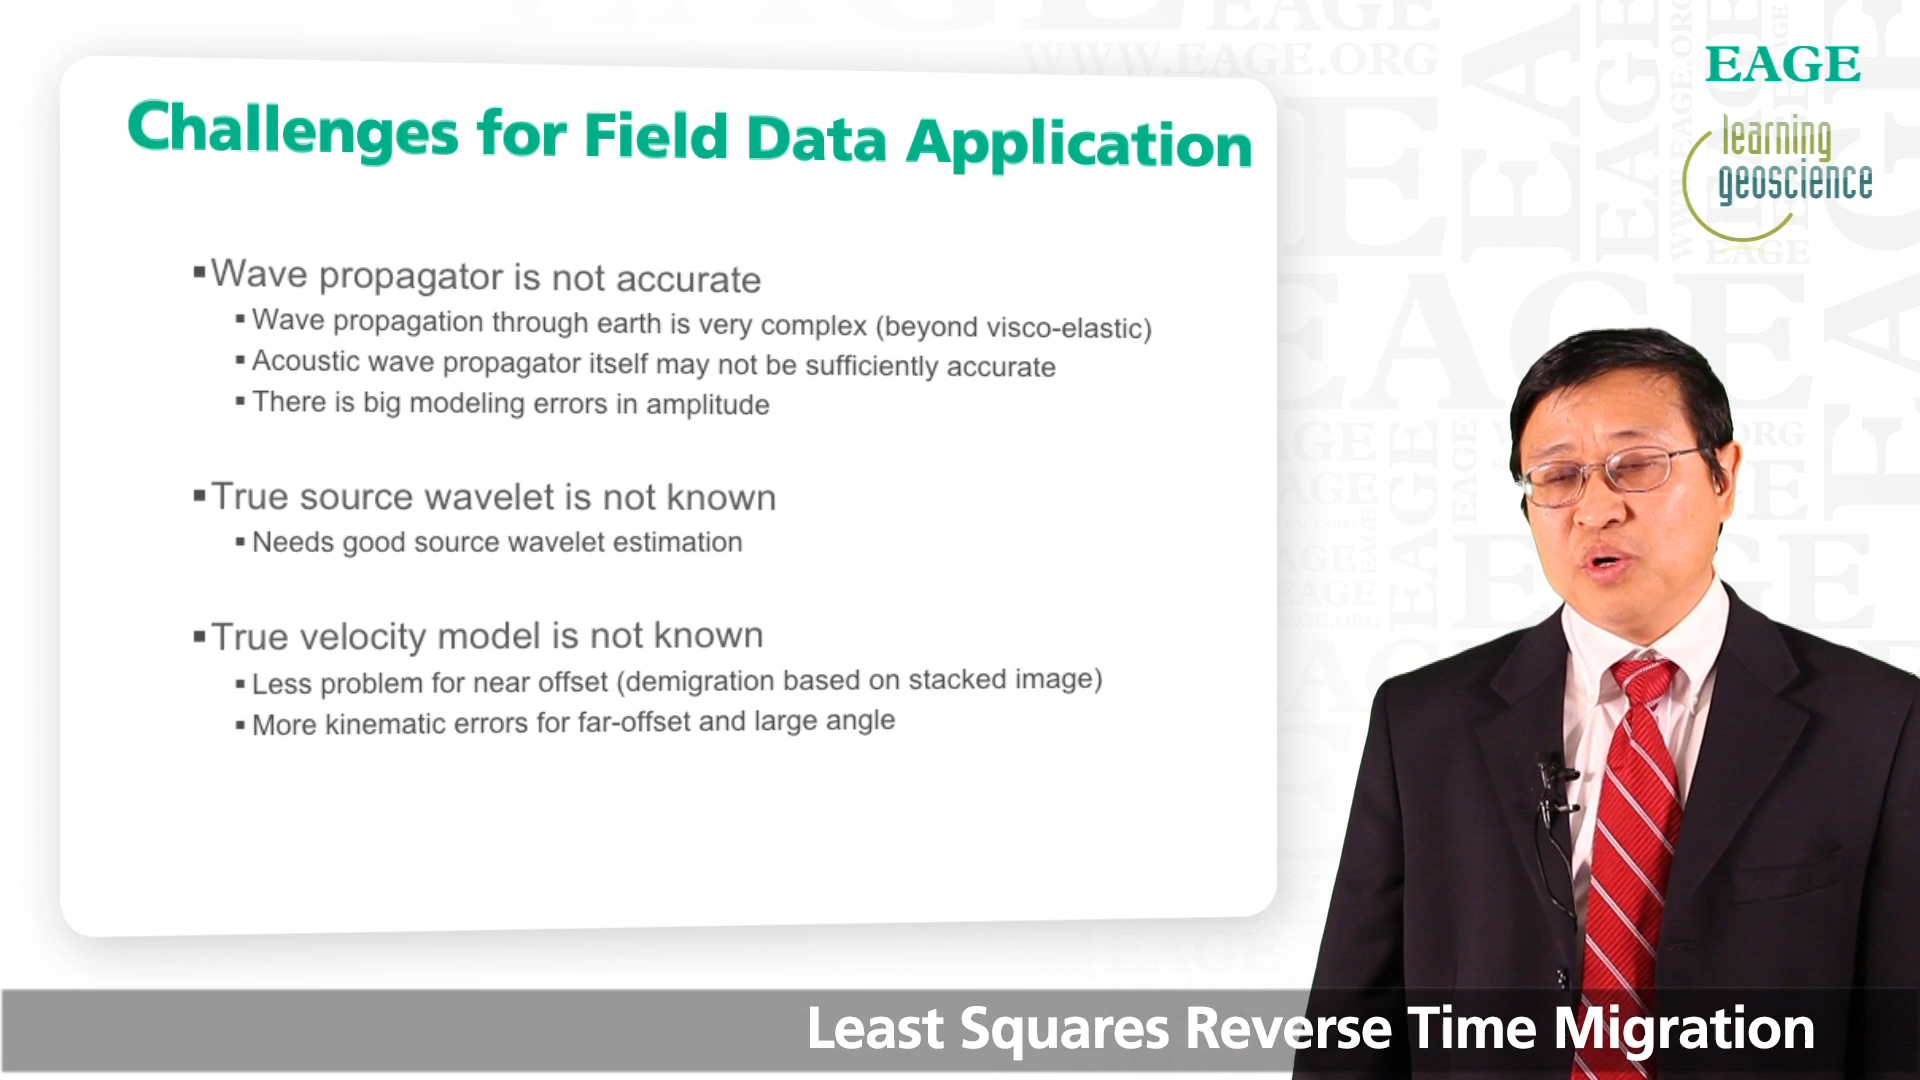 WWW.EAGE.ORG
EAGE
learning
geoscience
Challenges for Field Data Application
▪Wave propagator is not accurate
▪Wave propagation through earth is very complex (beyond visco-elastic)
▪Acoustic wave propagator itself may not be sufficiently accurate
▪There is big modeling errors in amplitude
▪True source wavelet is not known
▪Needs good source wavelet estimation
▪True velocity model is not known
▪Less problem for near offset (demigration based on stacked image)
▪More kinematic errors for far-offset and large angle
Least Squares Reverse Time Migration